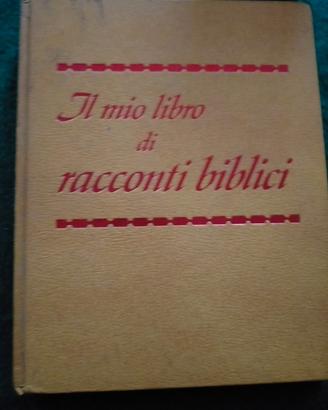 Il mio libro
di
racconti biblici